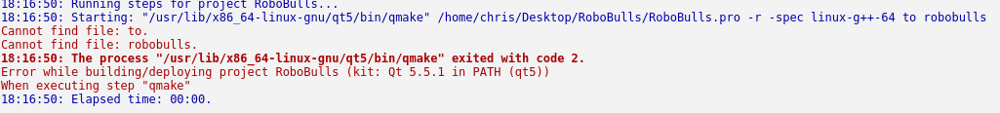 18:16:50: Running steps for project RoboBulls...
18:16:50: Starting: "/usr/lib/x86_64-linux-gnu/qt5/bin/qmake" /home/chris/Desktop/RoboBulls/RoboBulls.pro -r -spec linux-g++-64 to robobulls
Cannot find file: to.
Cannot find file: robobulls.
18:16:50: The process "/usr/lib/x86_64-linux-gnu/qt5/bin/qmake" exited with code 2.
Error while building/deploying project RoboBulls (kit: Qt 5.5.1 in PATH (qt5))
When executing step "qmake"
18:16:50: Elapsed time: 00:00.